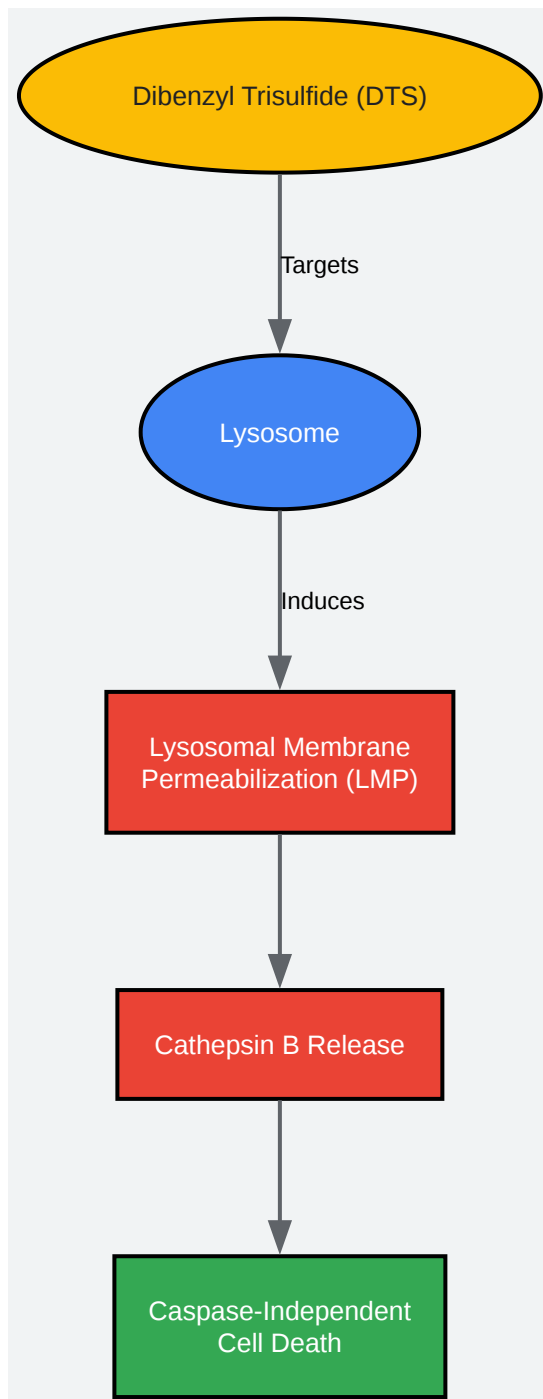 Dibenzyl Trisulfide (DTS)
Targets
Lysosome
Induces
Lysosomal Membrane
Permeabilization (LMP)
Cathepsin B Release
Caspase-Independent
Cell Death